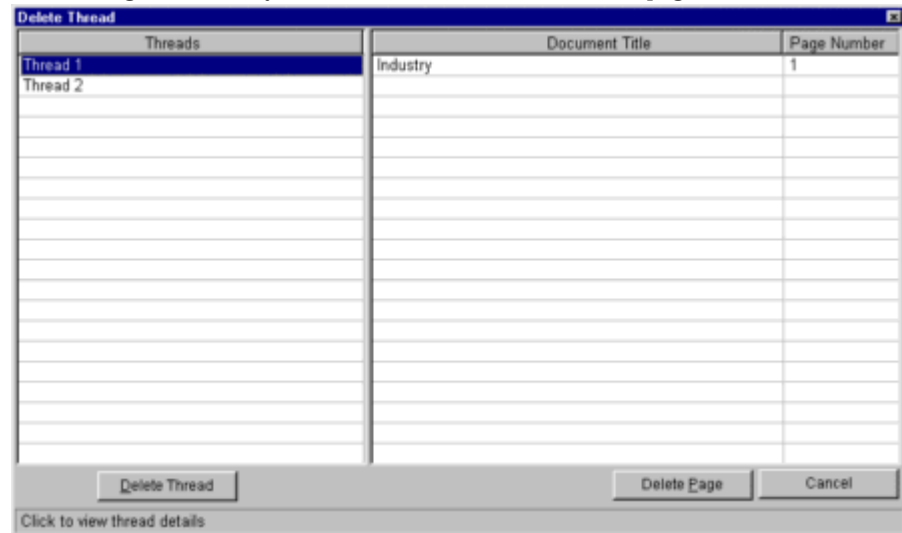 Delete Thread
Threads Document Title Page Number
Thread 1 Industry 1
Thread 2
Delete Thread Delete Page Cancel
Click to view thread details